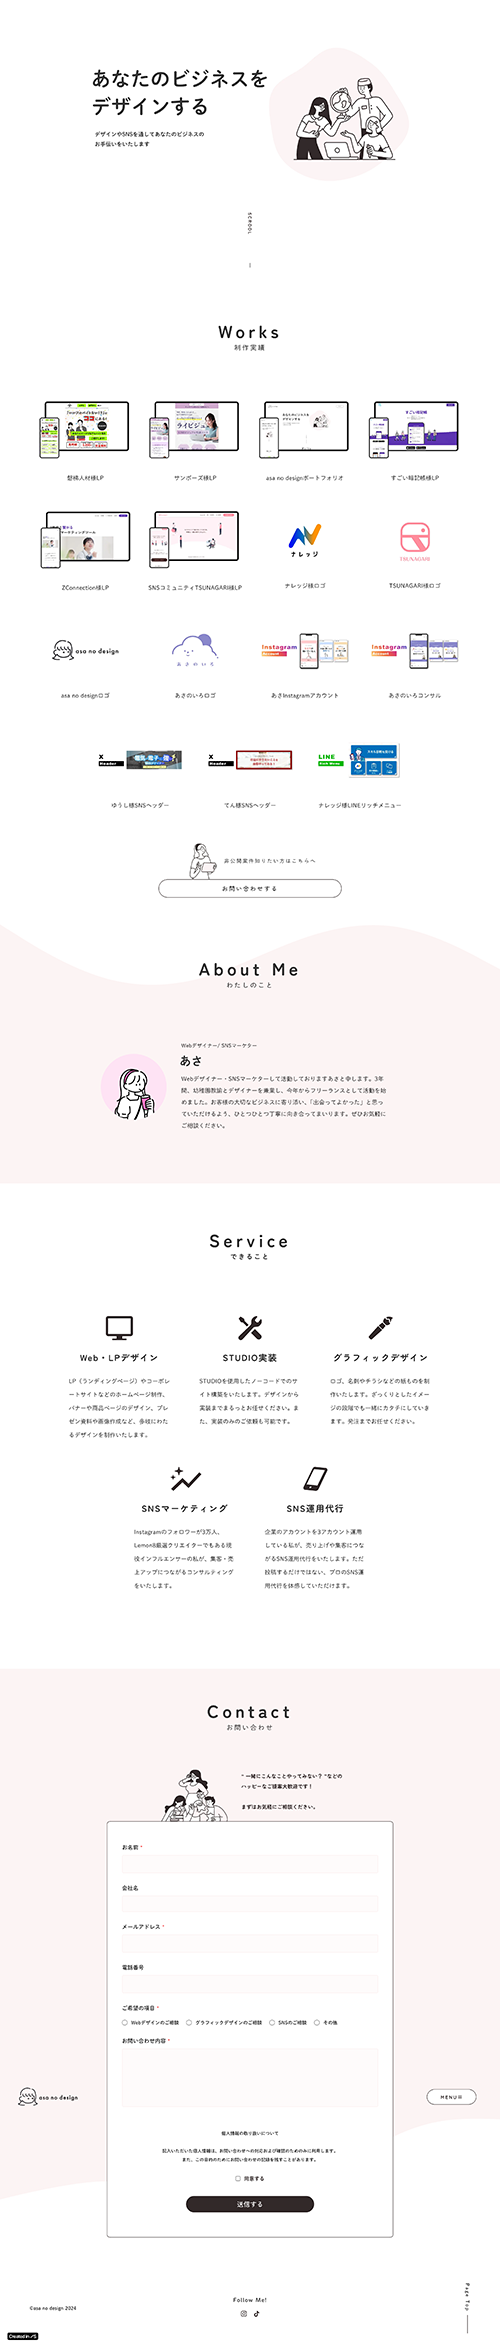 あなたのビジネスを
デザインする
デザインやSNSを通してあなたのビジネスの
お手伝いをいたします
SCROLL
Works
制作実績
ライビジョ
あなたのビジネスを
デザインする
すごい暗記帳
登積人材様LP
サンポーズ様LP
asa no designポートフォリオ
すごい暗記帳様LP
ナレッジ
TSUNAGARI
ZConnection様LP
SNSコミュニティTSUNAGARI様LP
ナレッジ様ロゴ
TSUNAGARI様ロゴ
asa no design
あさのいろ
Instagram
Instagram
asa no designロゴ
あさのいろロゴ
あさInstagramアカウント
あさのいろコンサル
X
Header
X
Header
LINE
Rich Menu
ゆうし様SNSヘッダー
てん様SNSヘッダー
ナレッジ様LINEリッチメニュー
非公開案件知りたい方はこちらへ
お問い合わせする
About Me
わたしのこと
Webデザイナー/ SNSマーケター
あさ
Webデザイナー・SNSマーケターして活動しておりますあさと申します。3年
間、幼稚園教諭とデザイナーを兼業し、今年からフリーランスとして活動を始
めました。お客様の大切なビジネスに寄り添い、「出会ってよかった」と思っ
ていただけるよう、ひとつひとつ丁寧に向き合ってまいります。ぜひお気軽に
ご相談ください。
Service
できること
Web・LPデザイン
LP（ランディングページ）やコーポレ
ートサイトなどのホームページ制作、
バナーや商品ページのデザイン、プレ
ゼン資料や画像作成など、多岐にわた
るデザインを制作いたします。
STUDIO実装
STUDIOを使用したノーコードでのサ
イト構築をいたします。デザインから
実装までまるっとお任せください。ま
た、実装のみのご依頼も可能です。
グラフィックデザイン
ロゴ、名刺やチラシなどの紙ものを制
作いたします。ざっくりとしたイメー
ジの段階でも一緒にカタチにしていき
ます。発注までお任せください。
SNSマーケティング
Instagramのフォロワーが3万人、
Lemon8厳選クリエイターでもある現
役インフルエンサーの私が、集客・売
上アップにつながるコンサルティング
をいたします。
SNS運用代行
企業のアカウントを3アカウント運用
している私が、売り上げや集客につな
がるSNS運用代行をいたします。ただ
投稿するだけではない、プロのSNS運
用代行を体感していただけます。
Contact
お問い合わせ
" 一緒にこんなことやってみない？ "などの
ハッピーなご提案大歓迎です！
まずはお気軽にご相談ください。
お名前 *
会社名
メールアドレス *
電話番号
ご希望の項目 *
Webデザインのご相談 グラフィックデザインのご相談 SNSのご相談 その他
お問い合わせ内容 *
asa no design
MENU
個人情報の取り扱いについて
記入いただいた個人情報は、お問い合わせへの対応および確認のためのみに利用します。
また、この目的のためにお問い合わせの記録を残すことがあります。
同意する
送信する
Page Top
Follow Me!
©asa no design 2024
Created in